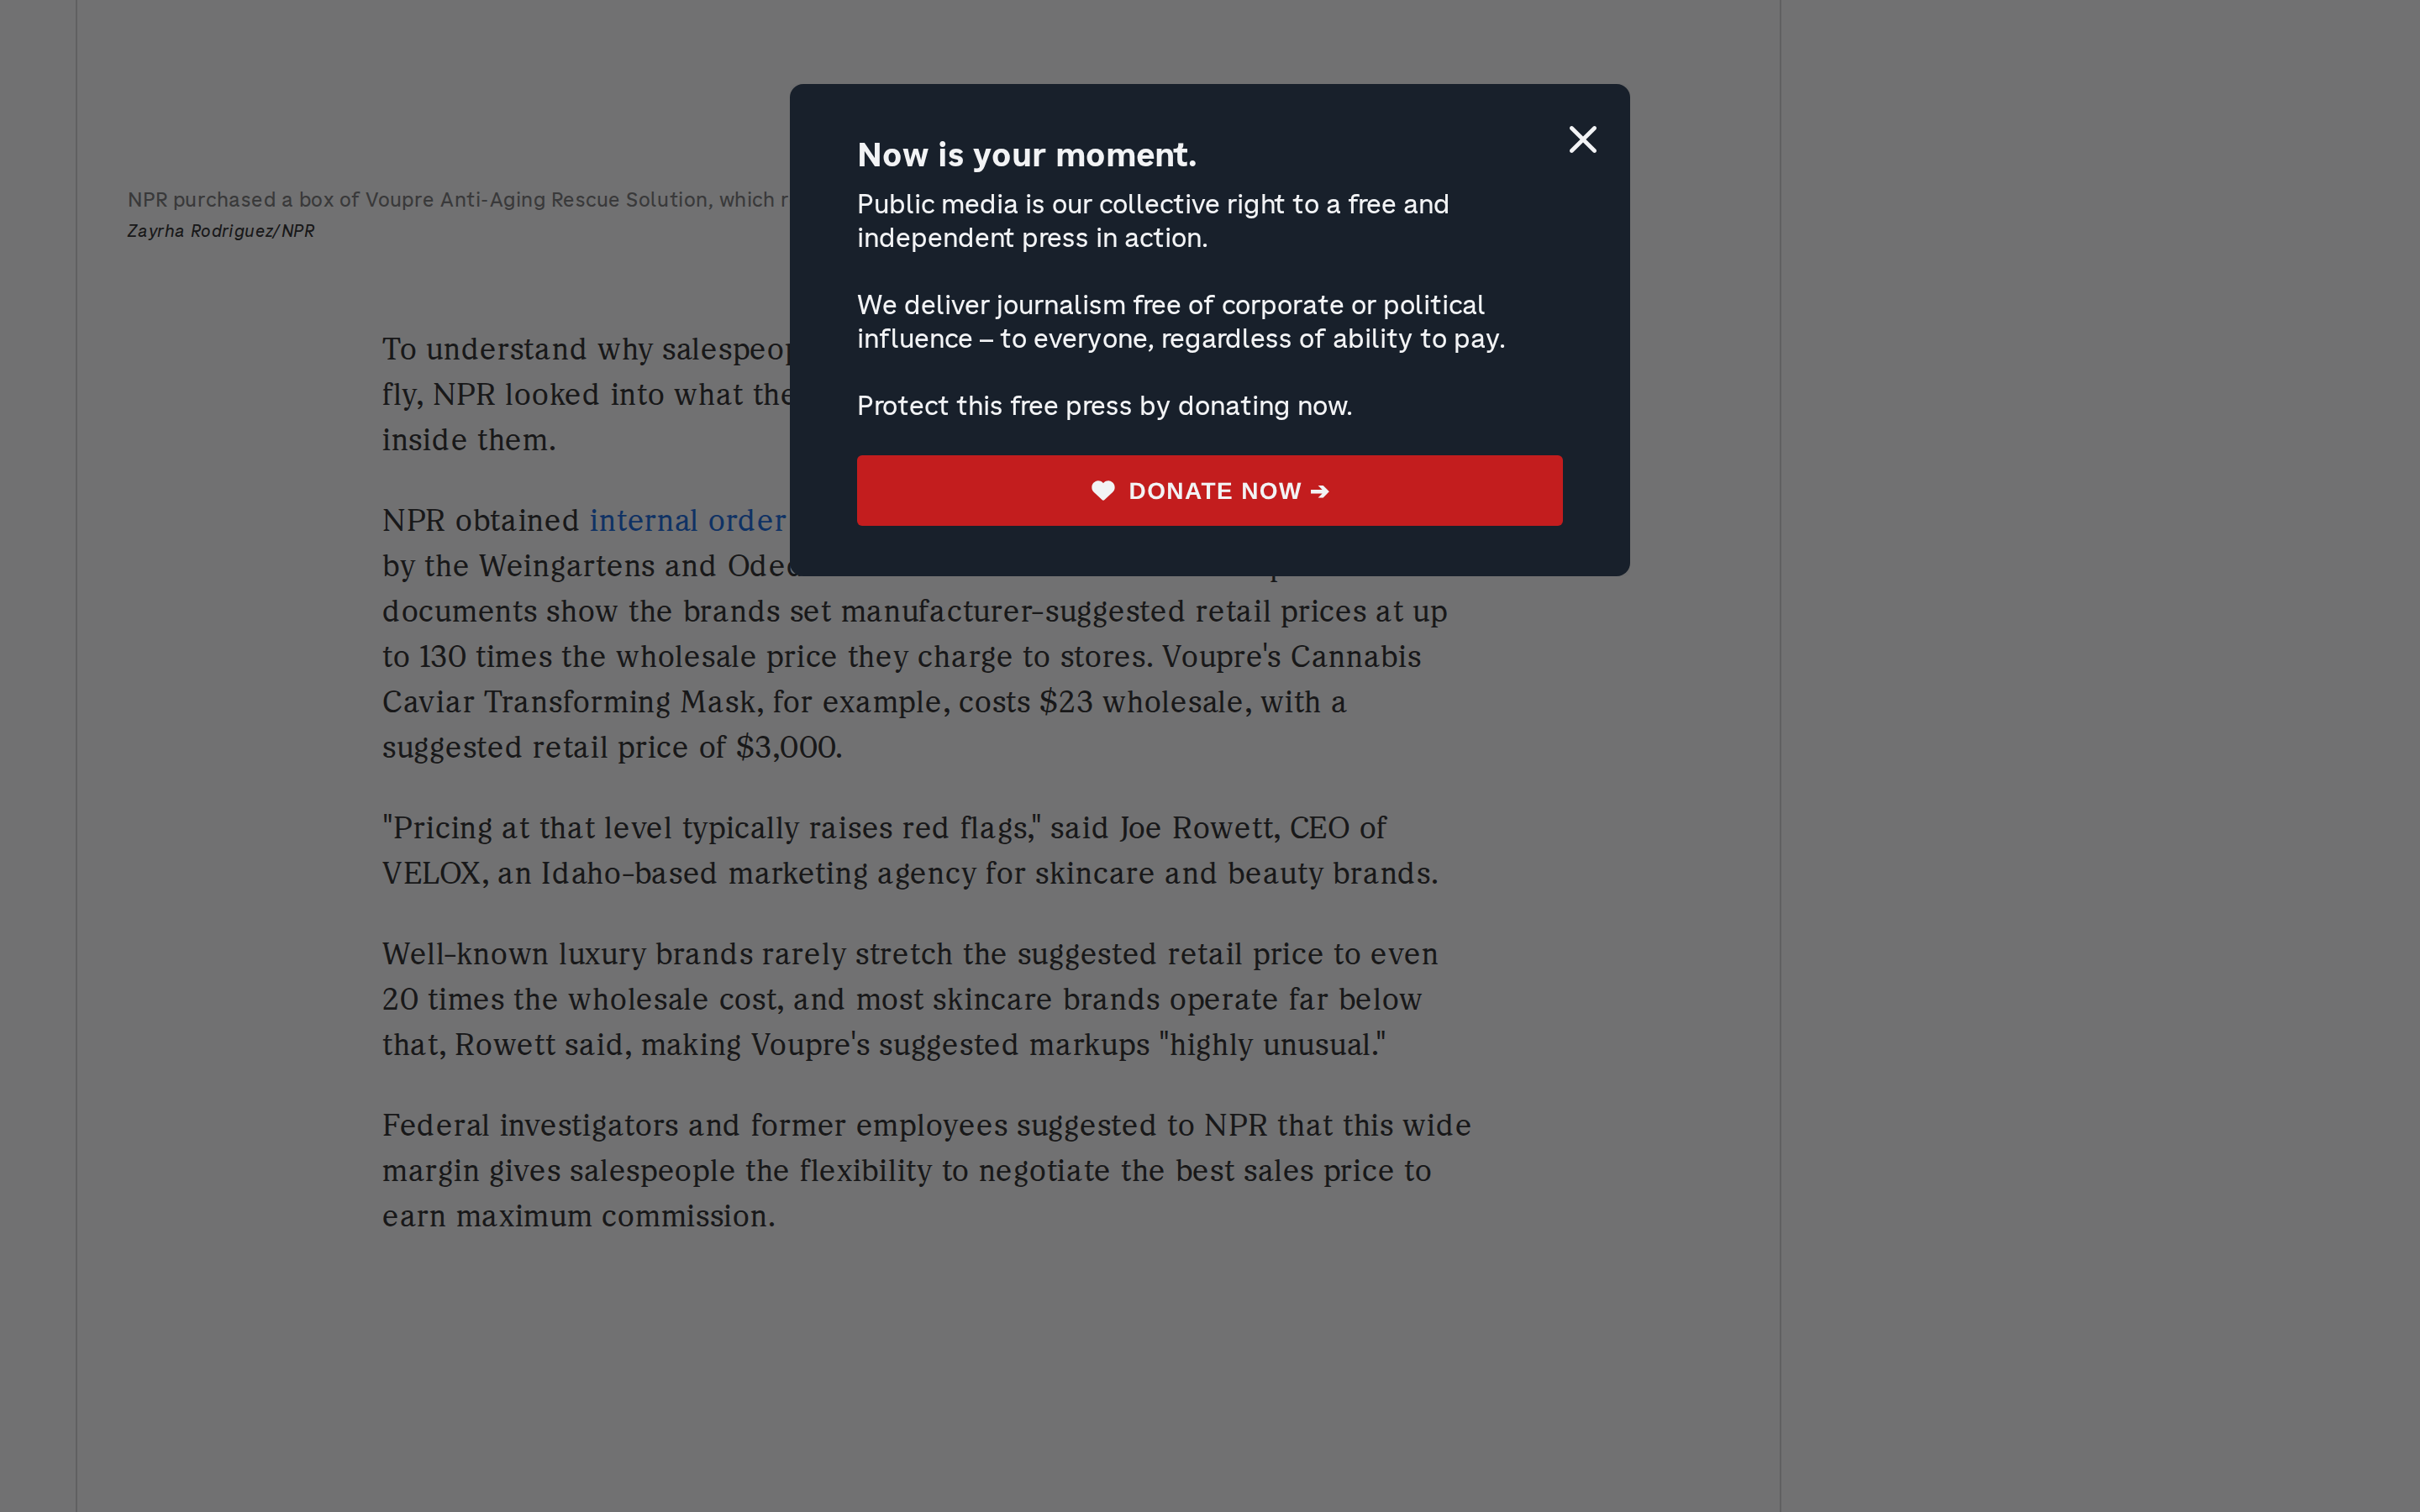 NPR purchased a box of Voupre Anti-Aging Rescue Solution, which
Zayrha Rodriguez/NPR
Now is your moment.
Public media is our collective right to a free and
independent press in action.
We deliver journalism free of corporate or political
influence – to everyone, regardless of ability to pay.
Protect this free press by donating now.
DONATE NOW ➔
To understand why
fly, NPR looked into what
inside them.
NPR obtained internal order
by the Weingartens and
documents show the brands set manufacturer-suggested retail prices at up
to 130 times the wholesale price they charge to stores. Voupre's Cannabis
Caviar Transforming Mask, for example, costs $23 wholesale, with a
suggested retail price of $3,000.
"Pricing at that level typically raises red flags," said Joe Rowett, CEO of
VELOX, an Idaho-based marketing agency for skincare and beauty brands.
Well-known luxury brands rarely stretch the suggested retail price to even
20 times the wholesale cost, and most skincare brands operate far below
that, Rowett said, making Voupre's suggested markups "highly unusual."
Federal investigators and former employees suggested to NPR that this wide
margin gives salespeople the flexibility to negotiate the best sales price to
earn maximum commission.